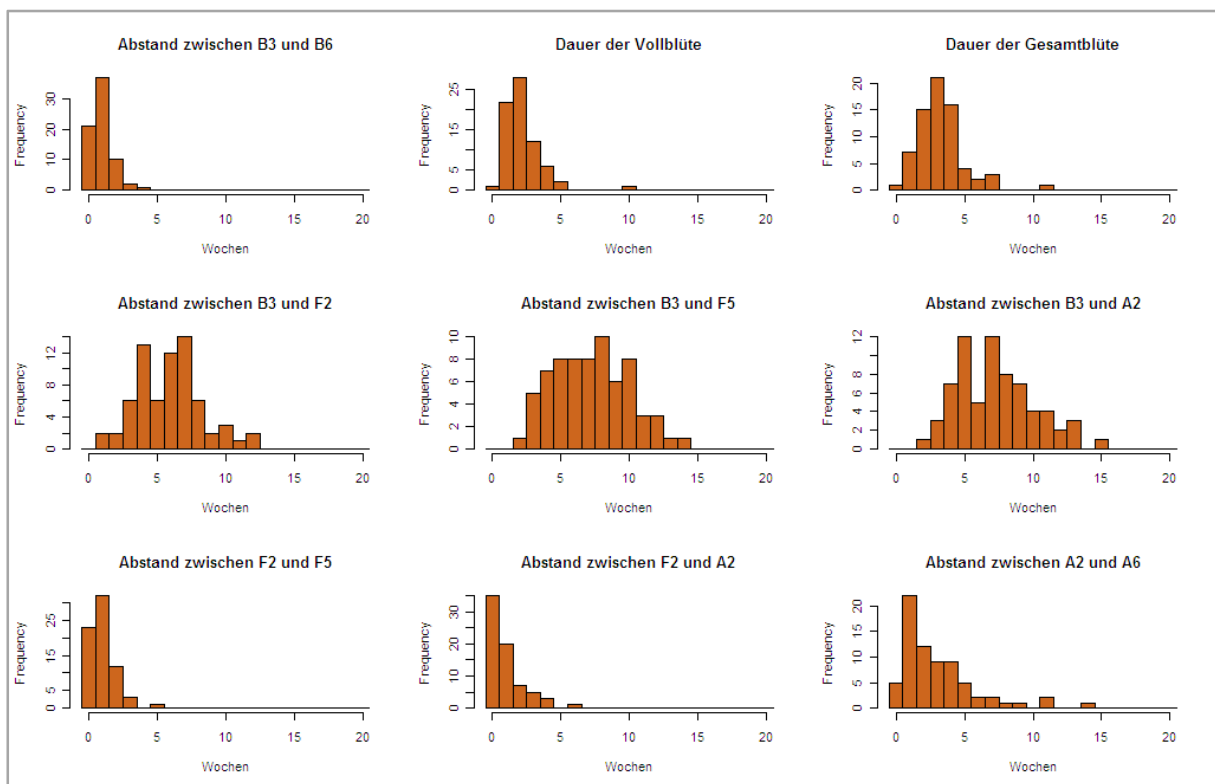 Abstand zwischen B3 und B6
Frequency
0 10 20 30
0 5 10 15 20
Wochen
Dauer der Vollblüte
Frequency
0 5 15 25
0 5 10 15 20
Wochen
Dauer der Gesamtblüte
Frequency
0 5 10 15 20
0 5 10 15 20
Wochen
Abstand zwischen B3 und F2
Frequency
0 4 8 12
0 5 10 15 20
Wochen
Abstand zwischen B3 und F5
Frequency
0 2 4 6 8 10
0 5 10 15 20
Wochen
Abstand zwischen B3 und A2
Frequency
0 2 4 6 8 12
0 5 10 15 20
Wochen
Abstand zwischen F2 und F5
Frequency
0 5 15 25
0 5 10 15 20
Wochen
Abstand zwischen F2 und A2
Frequency
0 10 20 30
0 5 10 15 20
Wochen
Abstand zwischen A2 und A6
Frequency
0 5 10 15 20
0 5 10 15 20
Wochen